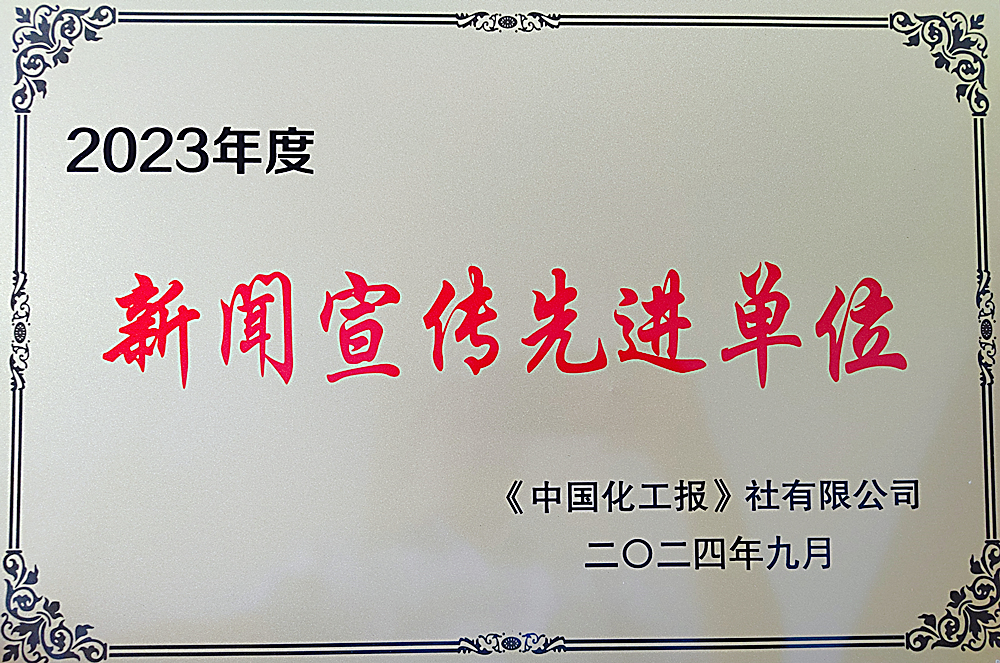 2023年度
新闻宣传先进单位
《中国化工报》社有限公司
二〇二四年九月